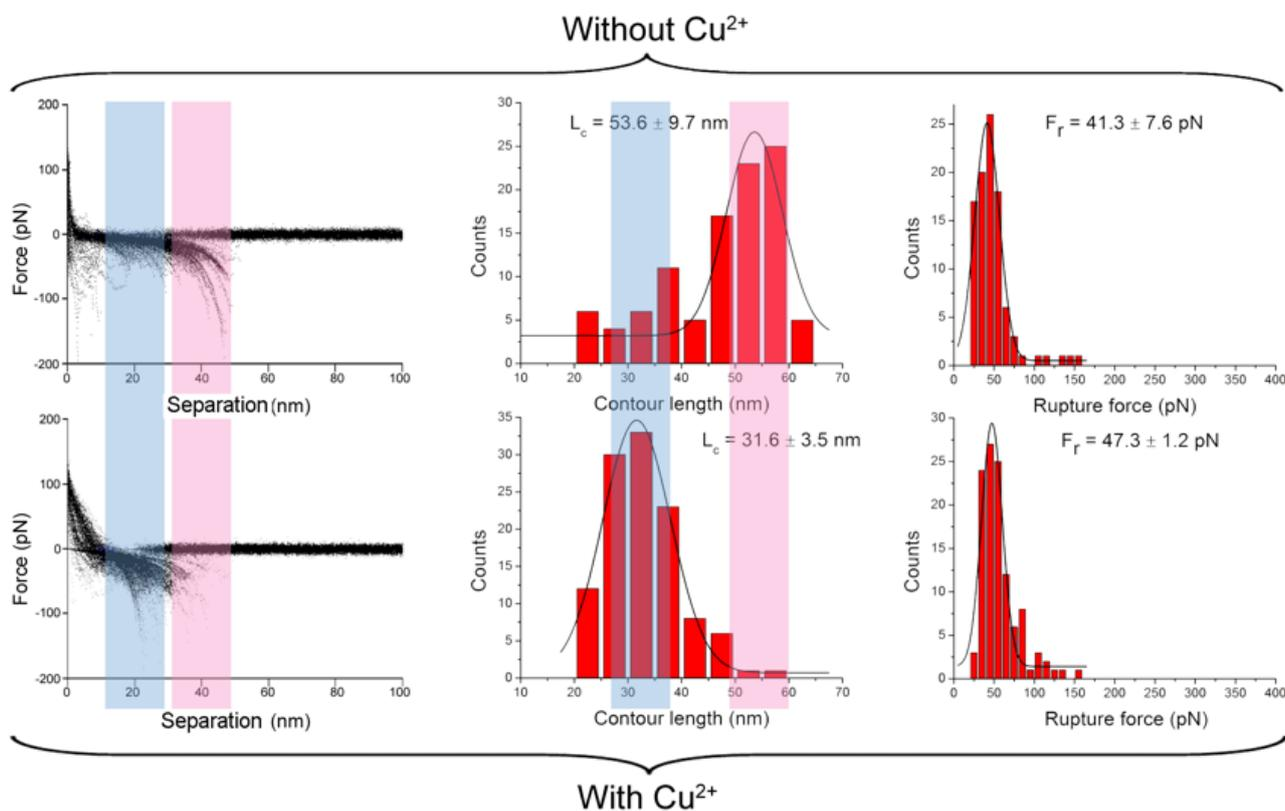 Without Cu²⁺
200
100
0
-100
-200
Force (pN)
0 20 40 60 80 100
Separation (nm)
30
25
20
15
10
5
0
Counts
L_c = 53.6 ± 9.7 nm
10 20 30 40 50 60 70
Contour length (nm)
25
20
15
10
5
0
Counts
F_r = 41.3 ± 7.6 pN
0 50 100 150 200 250 300 350 400
Rupture force (pN)
200
100
0
-100
-200
Force (pN)
0 20 40 60 80 100
Separation (nm)
35
30
25
20
15
10
5
0
Counts
L_c = 31.6 ± 3.5 nm
10 20 30 40 50 60 70
Contour length (nm)
30
25
20
15
10
5
0
Counts
F_r = 47.3 ± 1.2 pN
0 50 100 150 200 250 300 350 400
Rupture force (pN)
With Cu²⁺